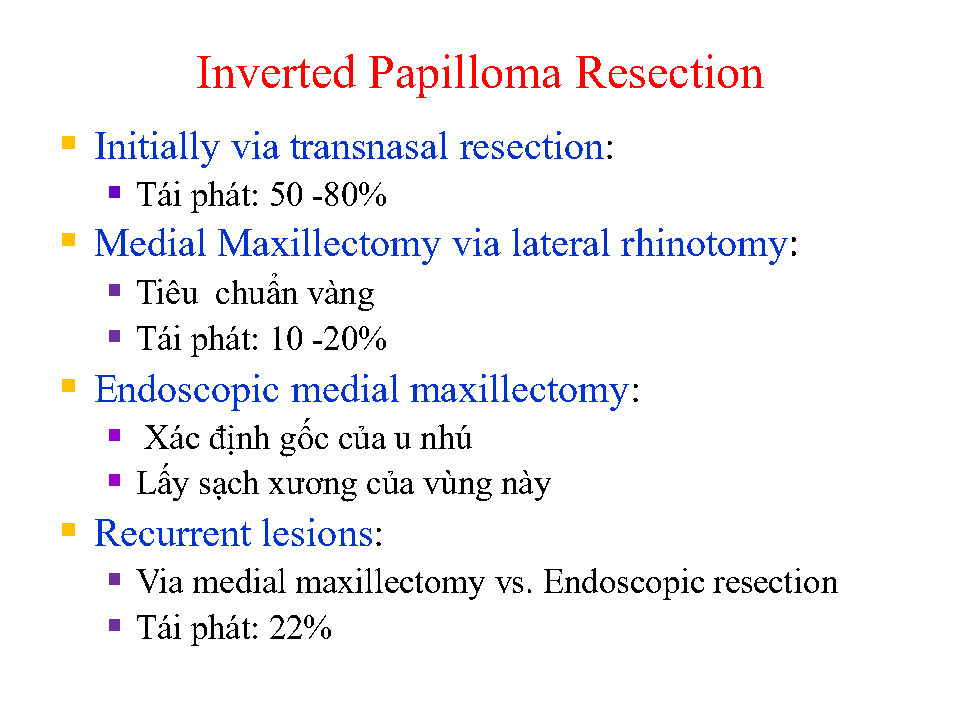 Inverted Papilloma Resection
Initially via transnasal resection:
Tái phát: 50 -80%
Medial Maxillectomy via lateral rhinotomy:
Tiêu chuẩn vàng
Tái phát: 10 -20%
Endoscopic medial maxillectomy:
Xác định gốc của u nhú
Lấy sạch xương của vùng này
Recurrent lesions:
Via medial maxillectomy vs. Endoscopic resection
Tái phát: 22%